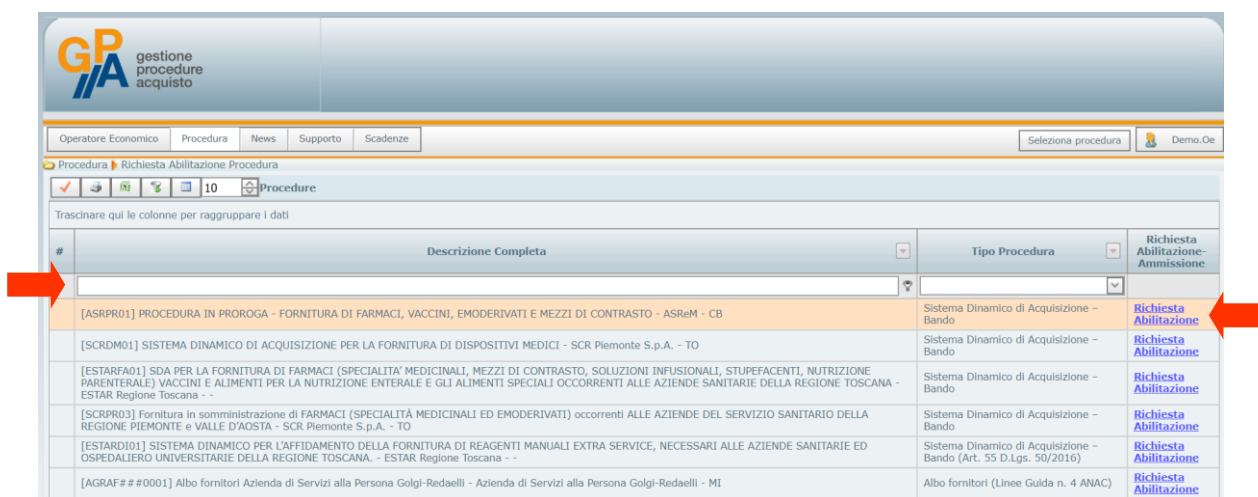 GPA gestione
procedure
acquisto
Operatore Economico Procedura News Supporto Scadenze Seleziona procedura Demo.Oe
Procedura Richiesta Abilitazione Procedura
10 Procedure
Trascinare qui le colonne per raggruppare i dati
# Descrizione Completa Tipo Procedura Richiesta
Abilitazione-
Ammissione
[ASRPR01] PROCEDURA IN PROROGA - FORNITURA DI FARMACI, VACCINI, EMODERIVATI E MEZZI DI CONTRASTO - ASReM - CB
Sistema Dinamico di Acquisizione –
Bando
Richiesta
Abilitazione
[SCRDM01] SISTEMA DINAMICO DI ACQUISIZIONE PER LA FORNITURA DI DISPOSITIVI MEDICI - SCR Piemonte S.p.A. - TO
Sistema Dinamico di Acquisizione –
Bando
Richiesta
Abilitazione
[ESTARFA01] SDA PER LA FORNITURA DI FARMACI (SPECIALITA' MEDICINALI, MEZZI DI CONTRASTO, SOLUZIONI INFUSIONALI, STUPEFACENTI, NUTRIZIONE
PARENTERALE) VACCINI E ALIMENTI PER LA NUTRIZIONE ENTERALE E GLI ALIMENTI SPECIALI OCCORRENTI ALLE AZIENDE SANITARIE DELLA REGIONE TOSCANA -
ESTAR Regione Toscana - -
Sistema Dinamico di Acquisizione –
Bando
Richiesta
Abilitazione
[SCRPR03] Fornitura in somministrazione di FARMACI (SPECIALITÀ MEDICINALI ED EMODERIVATI) occorrenti ALLE AZIENDE DEL SERVIZIO SANITARIO DELLA
REGIONE PIEMONTE e VALLE D'AOSTA - SCR Piemonte S.p.A. - TO
Sistema Dinamico di Acquisizione –
Bando
Richiesta
Abilitazione
[ESTARDI01] SISTEMA DINAMICO PER L'AFFIDAMENTO DELLA FORNITURA DI REAGENTI MANUALI EXTRA SERVICE, NECESSARI ALLE AZIENDE SANITARIE ED
OSPEDALIERO UNIVERSITARIE DELLA REGIONE TOSCANA. - ESTAR Regione Toscana - -
Sistema Dinamico di Acquisizione –
Bando (Art. 55 D.Lgs. 50/2016)
Richiesta
Abilitazione
[AGRAF###0001] Albo fornitori Azienda di Servizi alla Persona Golgi-Redaelli - Azienda di Servizi alla Persona Golgi-Redaelli - MI
Albo fornitori (Linee Guida n. 4 ANAC)
Richiesta
Abilitazione